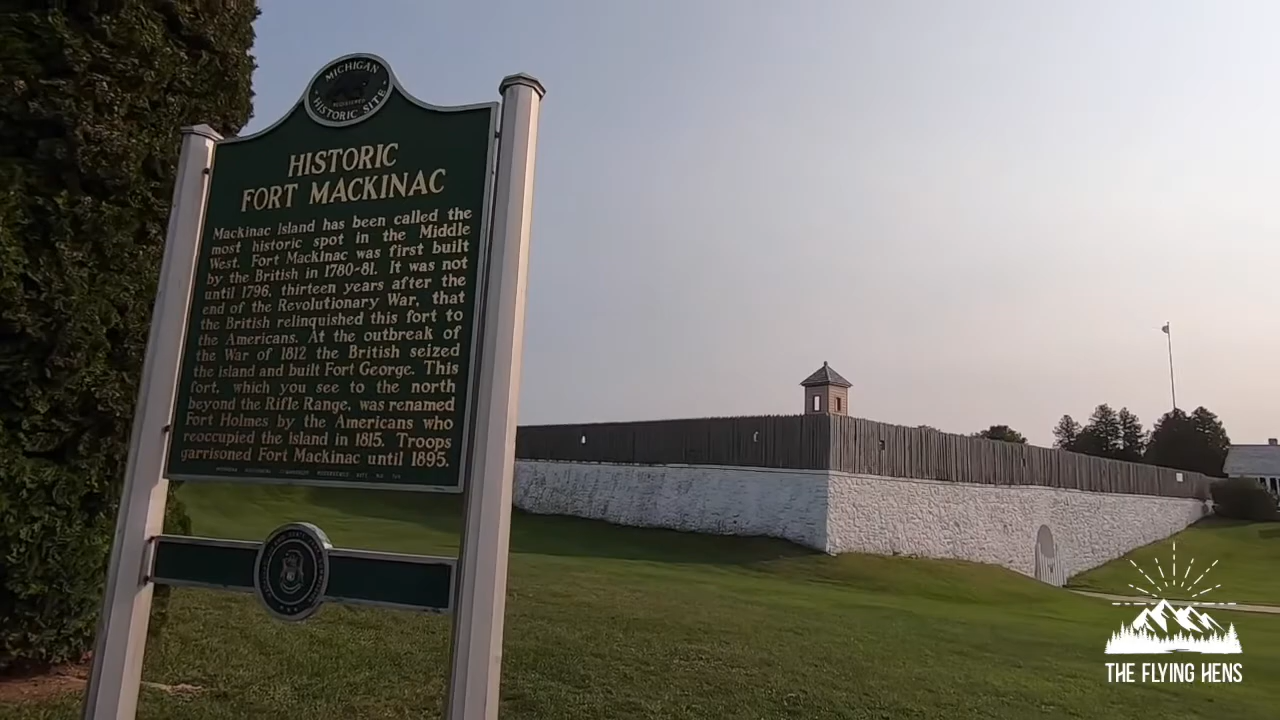 MICHIGAN
REGISTERED
HISTORIC SITE
HISTORIC
FORT MACKINAC
Mackinac Island has been called the
most historic spot in the Middle
West. Fort Mackinac was first built
by the British in 1780-81. It was not
until 1796, thirteen years after the
end of the Revolutionary War, that
the British relinquished this fort to
the Americans. At the outbreak of
the War of 1812 the British seized
the island and built Fort George. This
fort, which you see to the north
beyond the Rifle Range, was renamed
Fort Holmes by the Americans who
reoccupied the island in 1815. Troops
garrisoned Fort Mackinac until 1895.
THE FLYING HENS